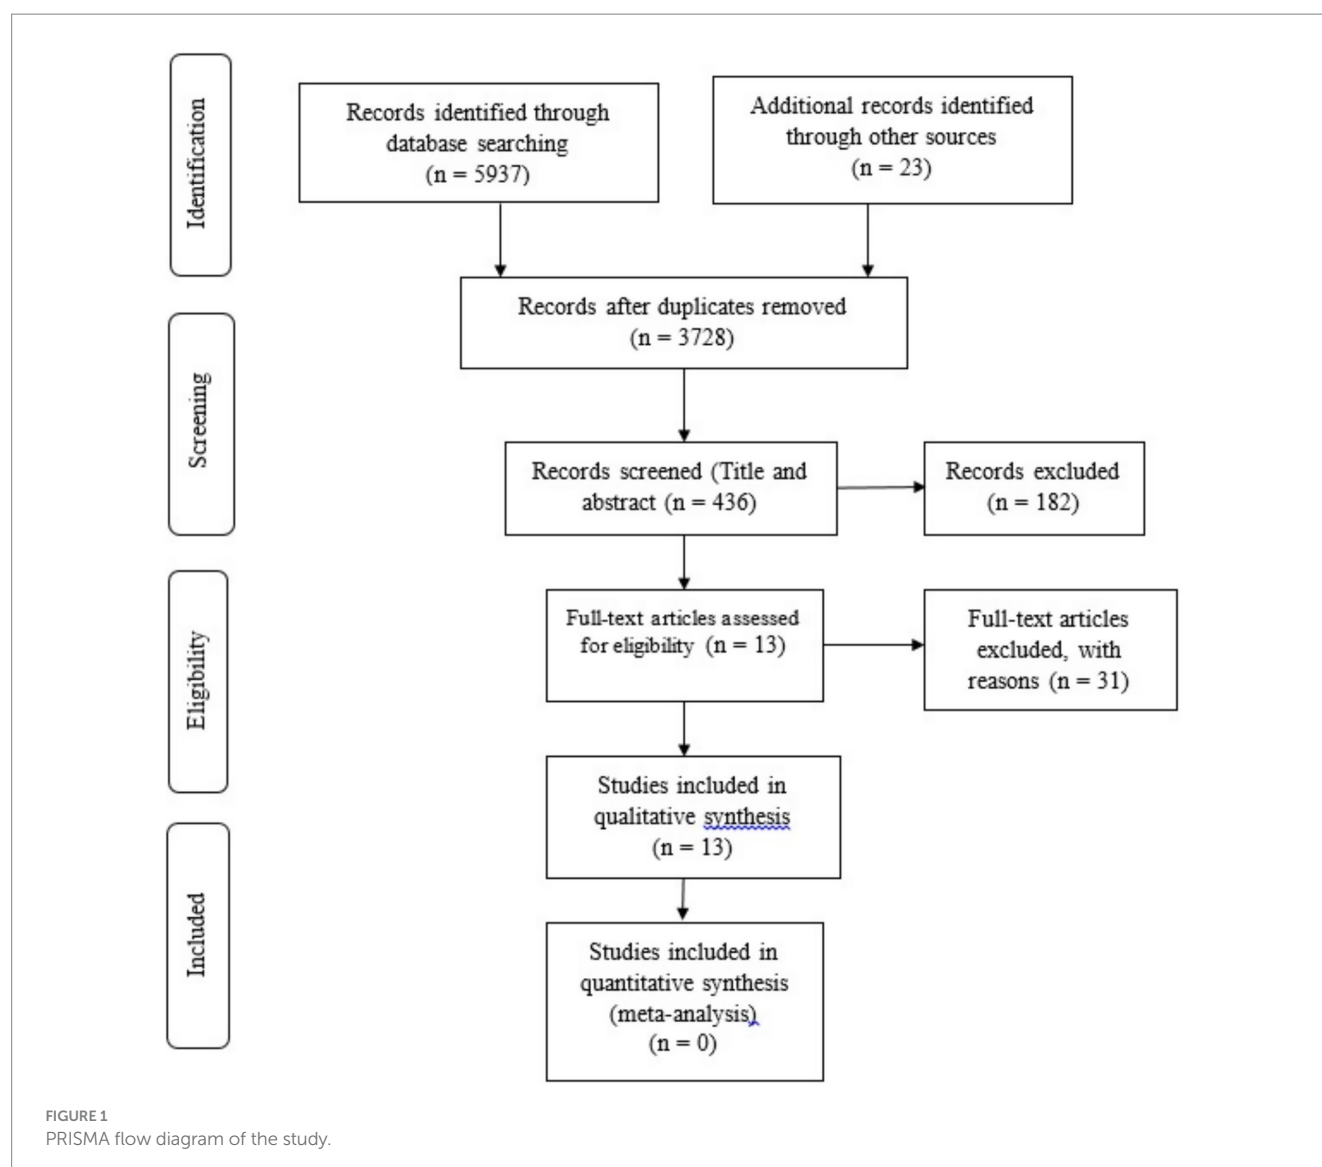 Identification
Records identified through
database searching
(n = 5937)
Additional records identified
through other sources
(n = 23)
Records after duplicates removed
(n = 3728)
Screening
Records screened (Title and
abstract (n = 436)
Records excluded
(n = 182)
Eligibility
Full-text articles assessed
for eligibility (n = 13)
Full-text articles
excluded, with
reasons (n = 31)
Studies included in
qualitative synthesis
(n = 13)
Included
Studies included in
quantitative synthesis
(meta-analysis)
(n = 0)
FIGURE 1
PRISMA flow diagram of the study.